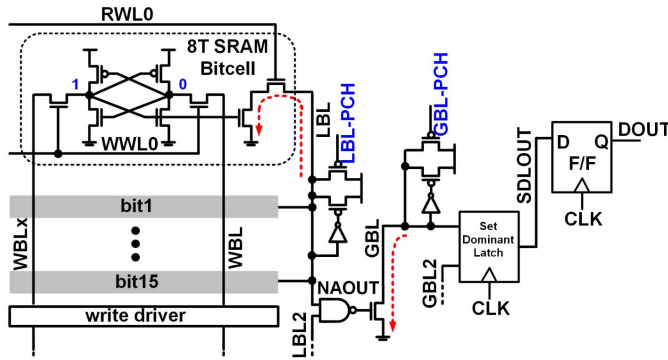 RWL0
8T SRAM
Bitcell
1
0
WWL0
LBL
LBL-PCH
GBL-PCH
WBLx
bit1
WBL
bit15
write driver
NAOUT
LBL2
GBL
GBL2
Set
Dominant
Latch
CLK
SDLOUT
D
Q
F/F
CLK
DOUT